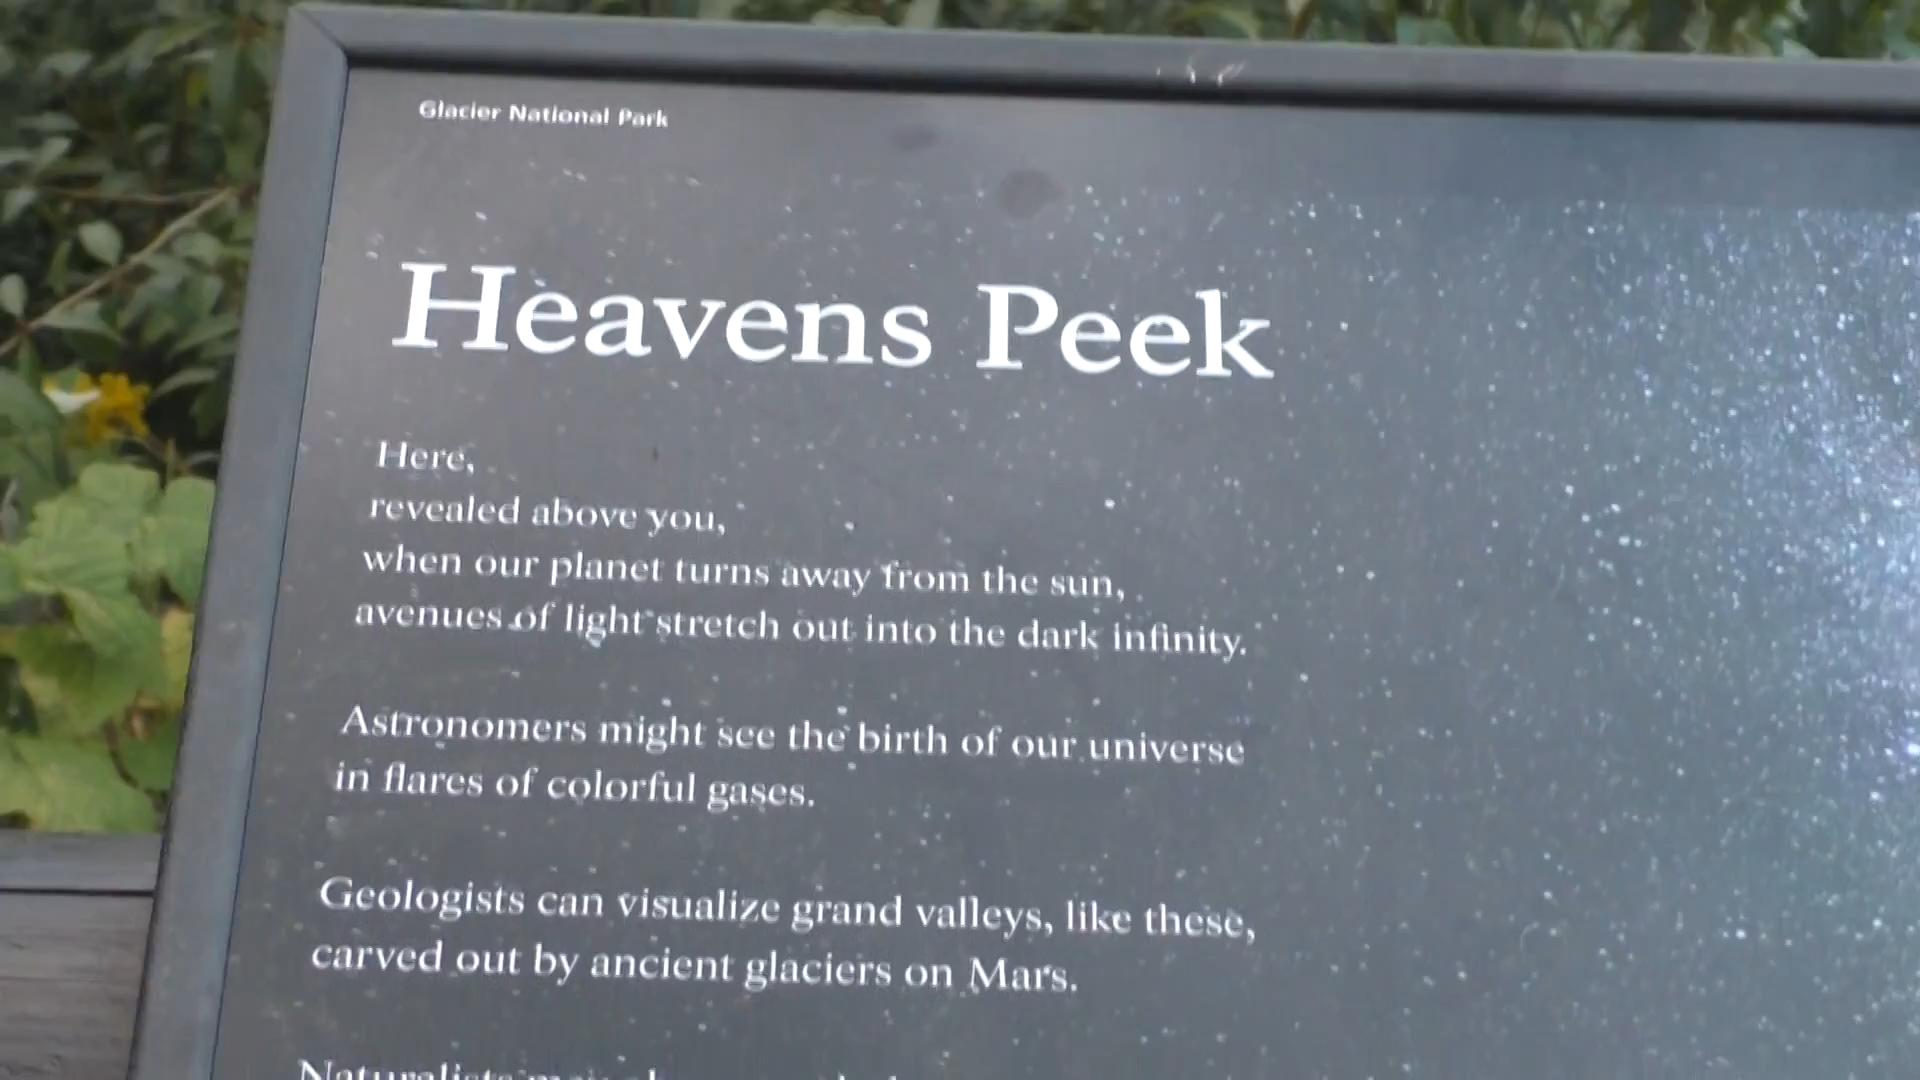 Glacier National Park
Heavens Peek
Here,
revealed above you,
when our planet turns away from the sun,
avenues of light stretch out into the dark infinity.
Astronomers might see the birth of our universe
in flares of colorful gases.
Geologists can visualize grand valleys, like these,
carved out by ancient glaciers on Mars.
Naturalists may